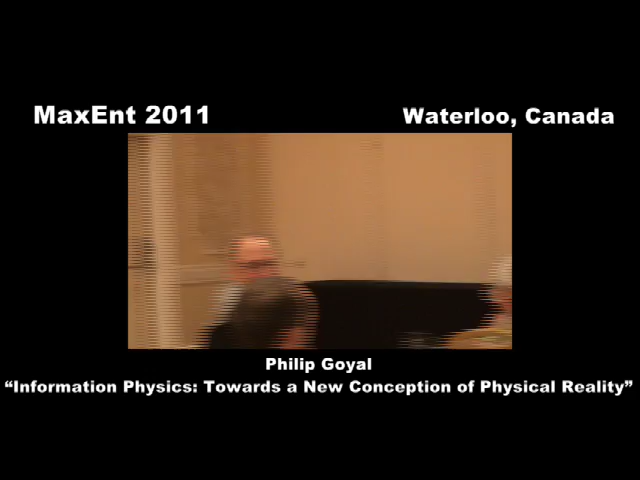 MaxEnt 2011
Waterloo, Canada
Philip Goyal
“Information Physics: Towards a New Conception of Physical Reality”